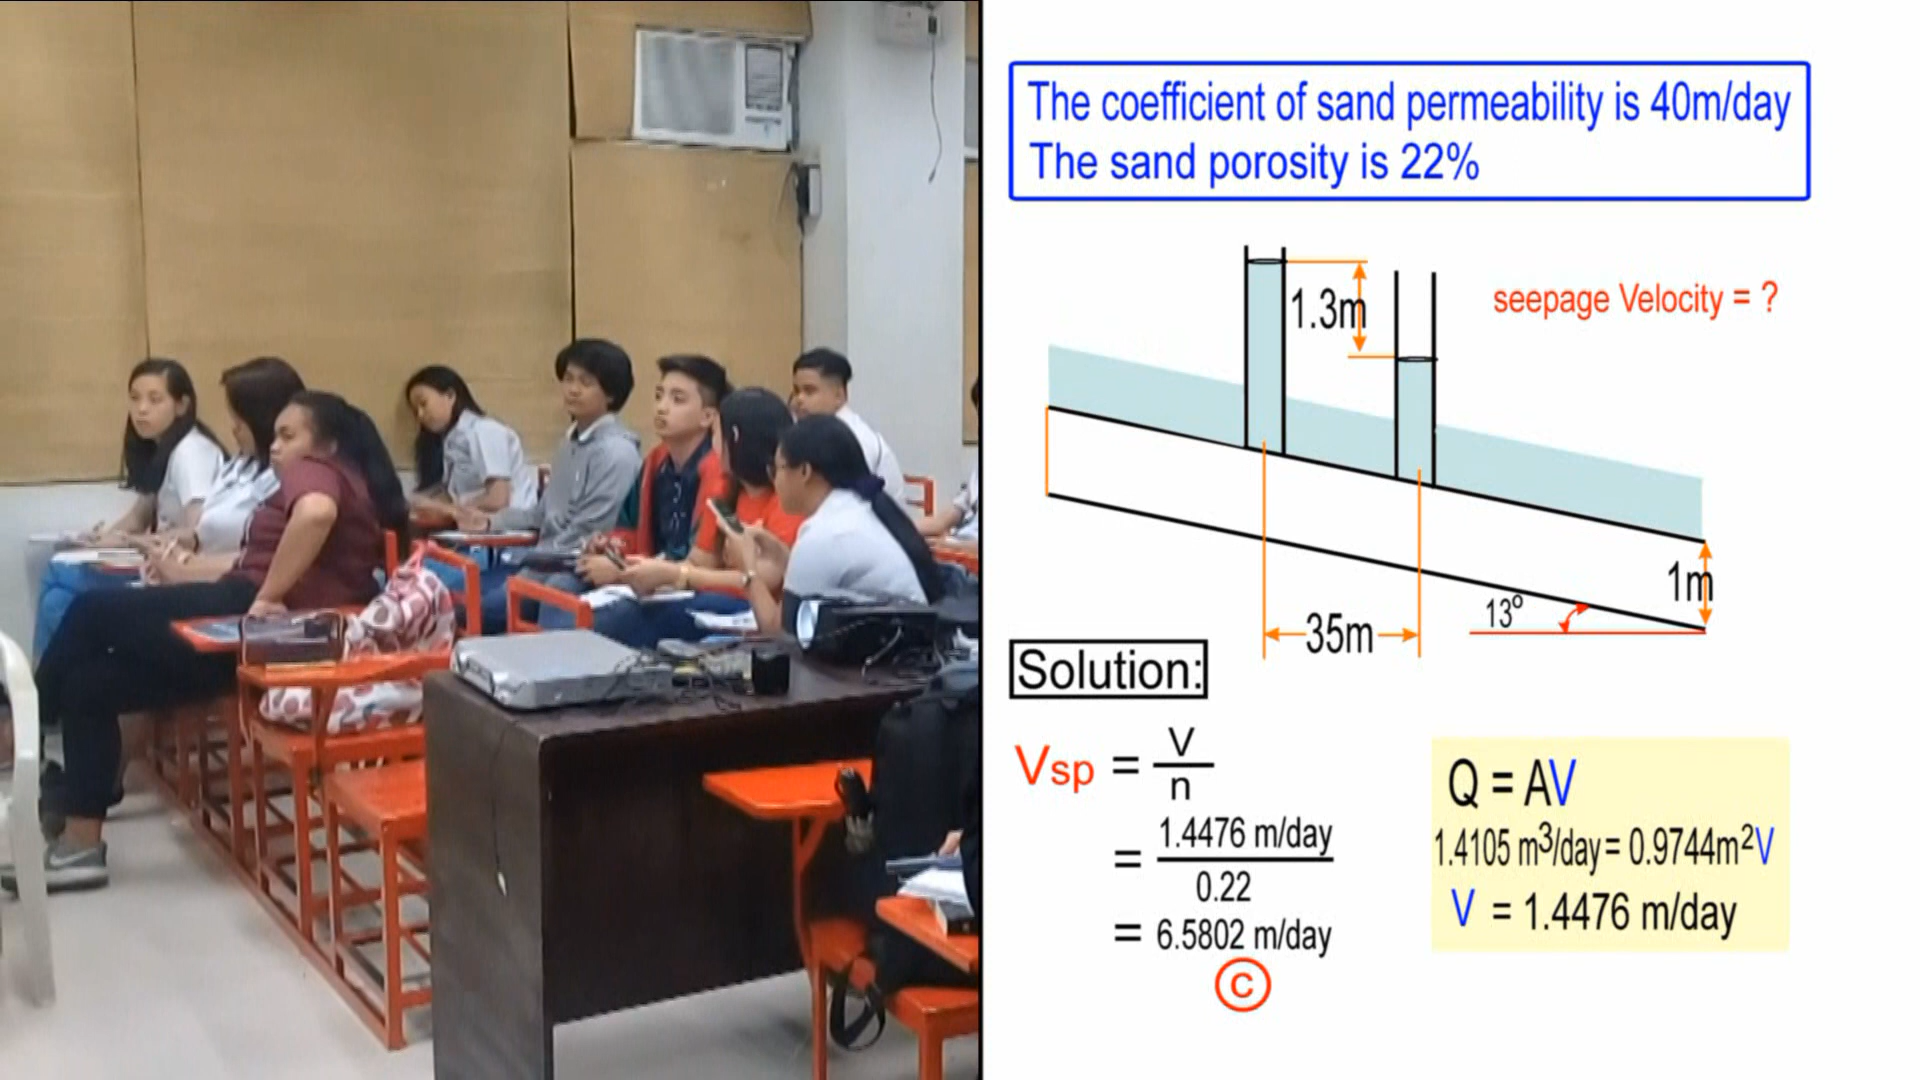 The coefficient of sand permeability is 40m/day
The sand porosity is 22%
1.3m
seepage Velocity = ?
1m
13º
35m
Solution:
Vsp = V/n
= 1.4476 m/day / 0.22
= 6.5802 m/day
C
Q = AV
1.4105 m³/day = 0.9744m²V
V = 1.4476 m/day